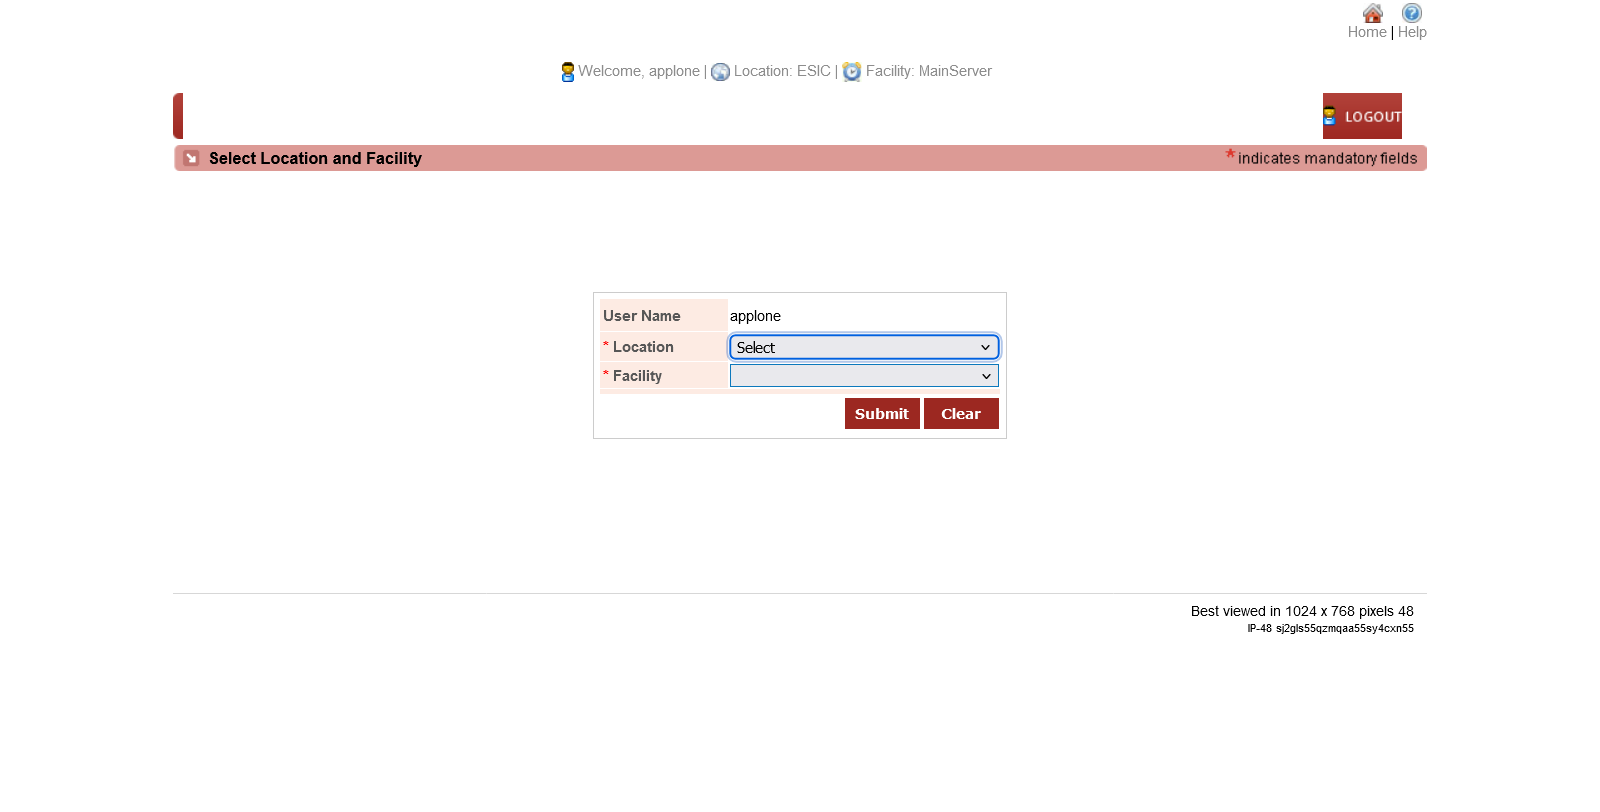 Home | Help
Welcome, applone | Location: ESIC | Facility: MainServer
LOGOUT
Select Location and Facility
*indicates mandatory fields
User Name applone
* Location Select
* Facility
Submit Clear
Best viewed in 1024 x 768 pixels 48
IP-48 sj2gls55qzmqaa55sy4cxn55